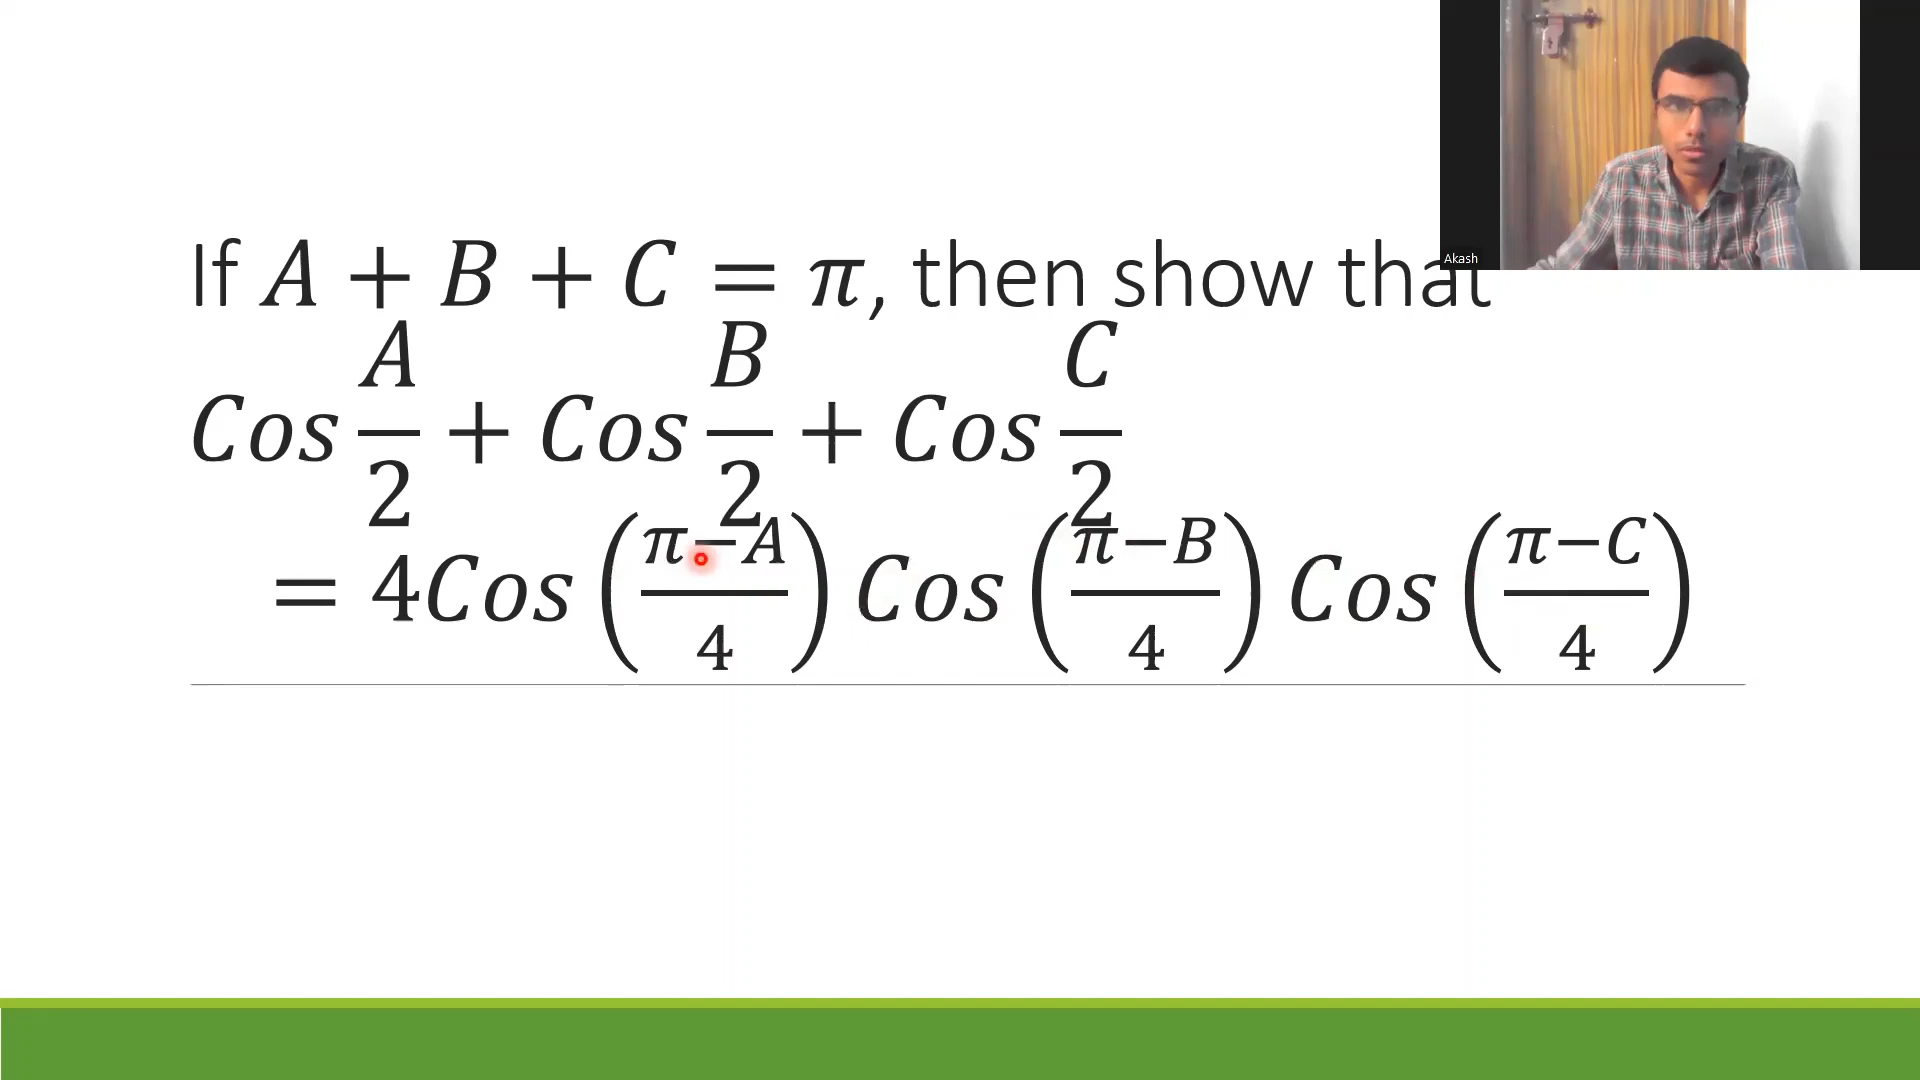 If A + B + C = π, then show that
Cos A/2 + Cos B/2 + Cos C/2
= 4Cos (π−A/4) Cos (π−B/4) Cos (π−C/4)
Akash